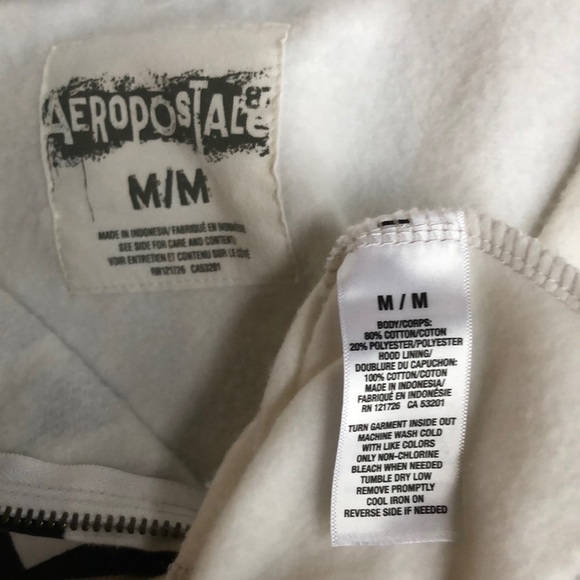 AEROPOSTALE
87
M/M
MADE IN INDONESIA/FABRIQUÉ EN INDONÉSIE
SEE SIDE FOR CARE AND CONTENT/
VOIR ENTRETIEN ET CONTENU SUR LE CÔTÉ
RN121726 CA53201
M / M
BODY/CORPS:
80% COTTON/COTON
20% POLYESTER/POLYESTER
HOOD LINING/
DOUBLURE DU CAPUCHON:
100% COTTON/COTON
MADE IN INDONESIA/
FABRIQUÉ EN INDONÉSIE
RN 121726 CA 53201
TURN GARMENT INSIDE OUT
MACHINE WASH COLD
WITH LIKE COLORS
ONLY NON-CHLORINE
BLEACH WHEN NEEDED
TUMBLE DRY LOW
REMOVE PROMPTLY
COOL IRON ON
REVERSE SIDE IF NEEDED